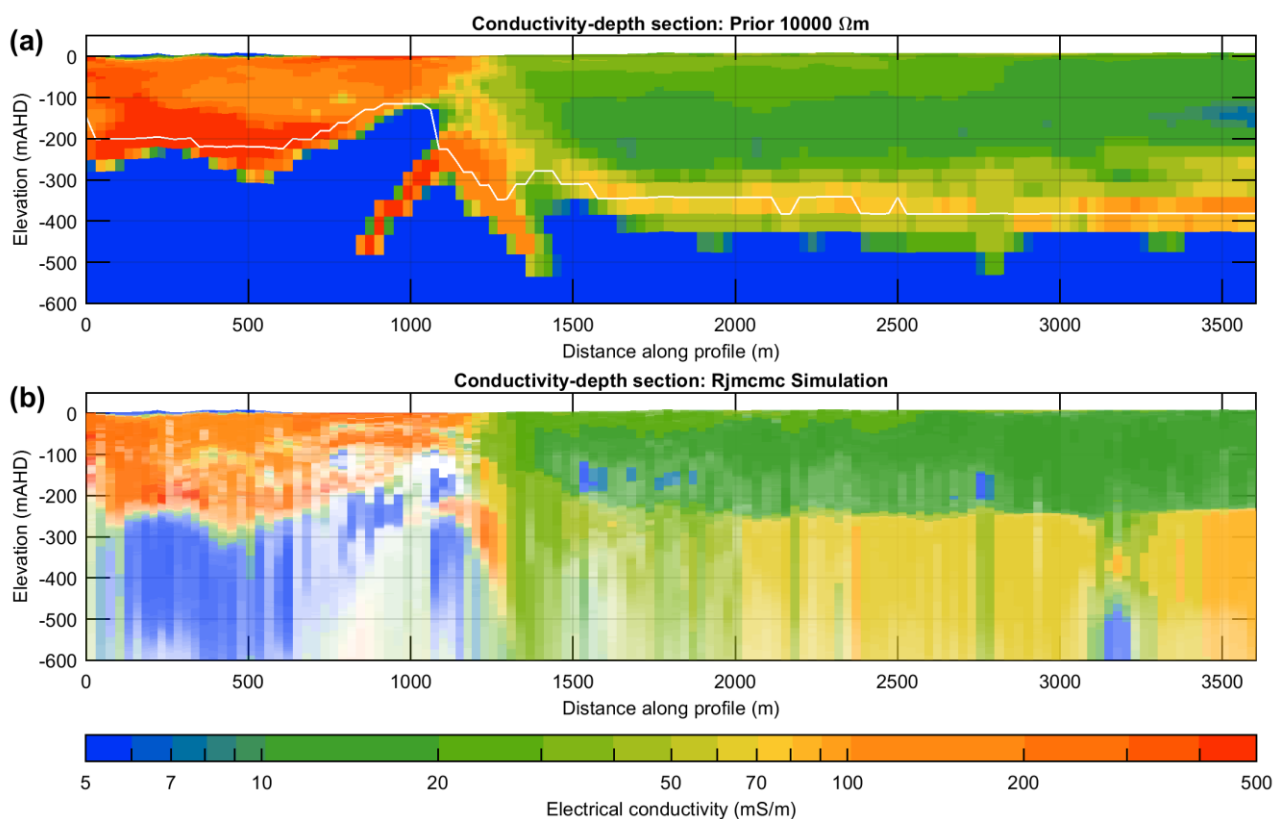 (a)
Conductivity-depth section: Prior 10000 Ωm
Elevation (mAHD)
0
-100
-200
-300
-400
-500
-600
0 500 1000 1500 2000 2500 3000 3500
Distance along profile (m)
(b)
Conductivity-depth section: Rjmcmc Simulation
Elevation (mAHD)
0
-100
-200
-300
-400
-500
-600
0 500 1000 1500 2000 2500 3000 3500
Distance along profile (m)
5 7 10 20 50 70 100 200 500
Electrical conductivity (mS/m)